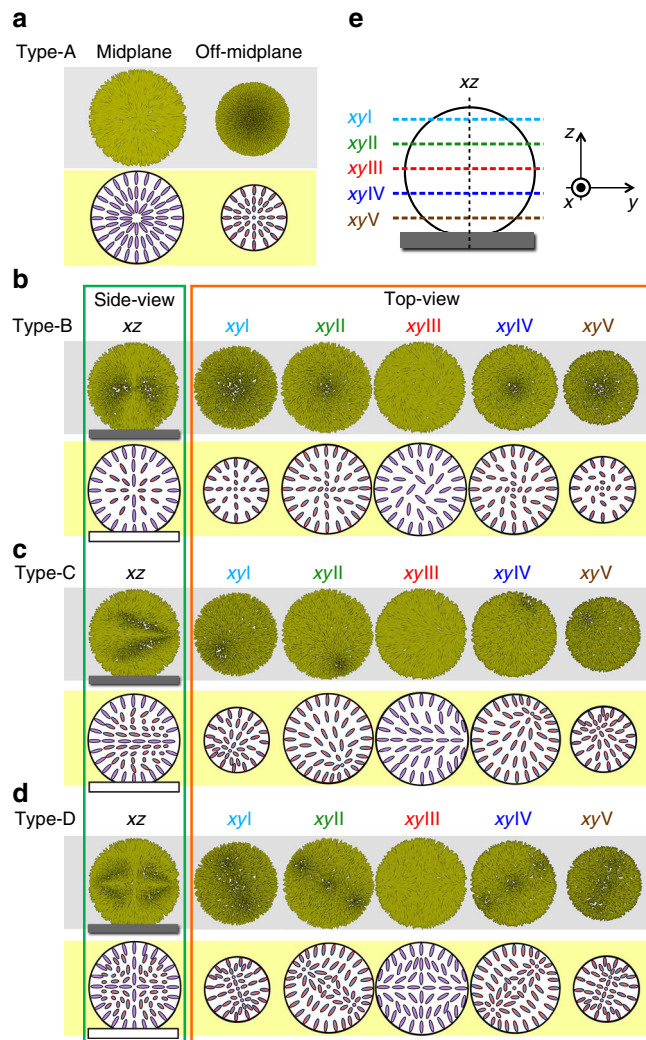 a
Type-A Midplane Off-midplane
e
xz
xyI
xyII
xyIII
xyIV
xyV
z
x
y
b
Side-view Top-view
Type-B xz xyI xyII xyIII xyIV xyV
c
Type-C xz xyI xyII xyIII xyIV xyV
d
Type-D xz xyI xyII xyIII xyIV xyV